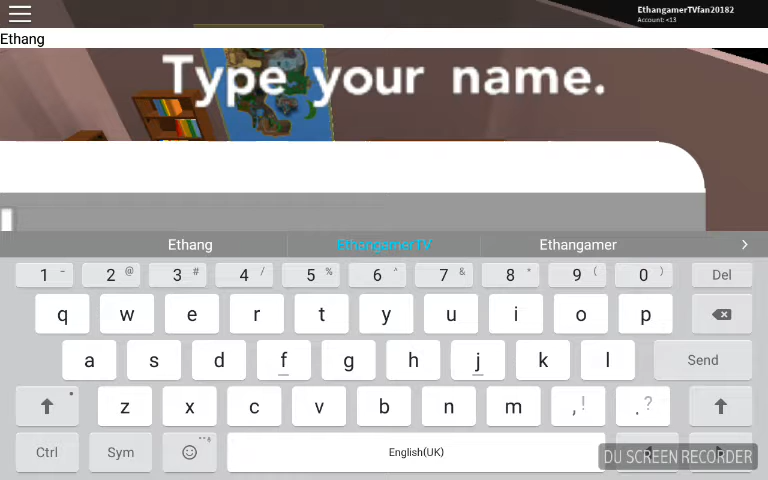 EthangamerTVfan20182
Account: <13
Ethang
Type your name.
Ethang EthangamerTV Ethangamer >
1 - 2 @ 3 # 4 / 5 % 6 ^ 7 & 8 * 9 ( 0 ) Del
q w e r t y u i o p
a s d f g h j k l Send
z x c v b n m , ! . ?
Ctrl Sym English(UK) DU SCREEN RECORDER